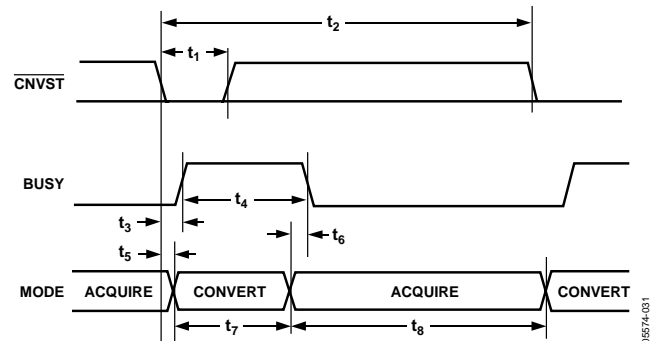 t2
t1
CNVST
BUSY
t4
t3
t6
t5
MODE ACQUIRE CONVERT ACQUIRE CONVERT
t7 t8
05574-031